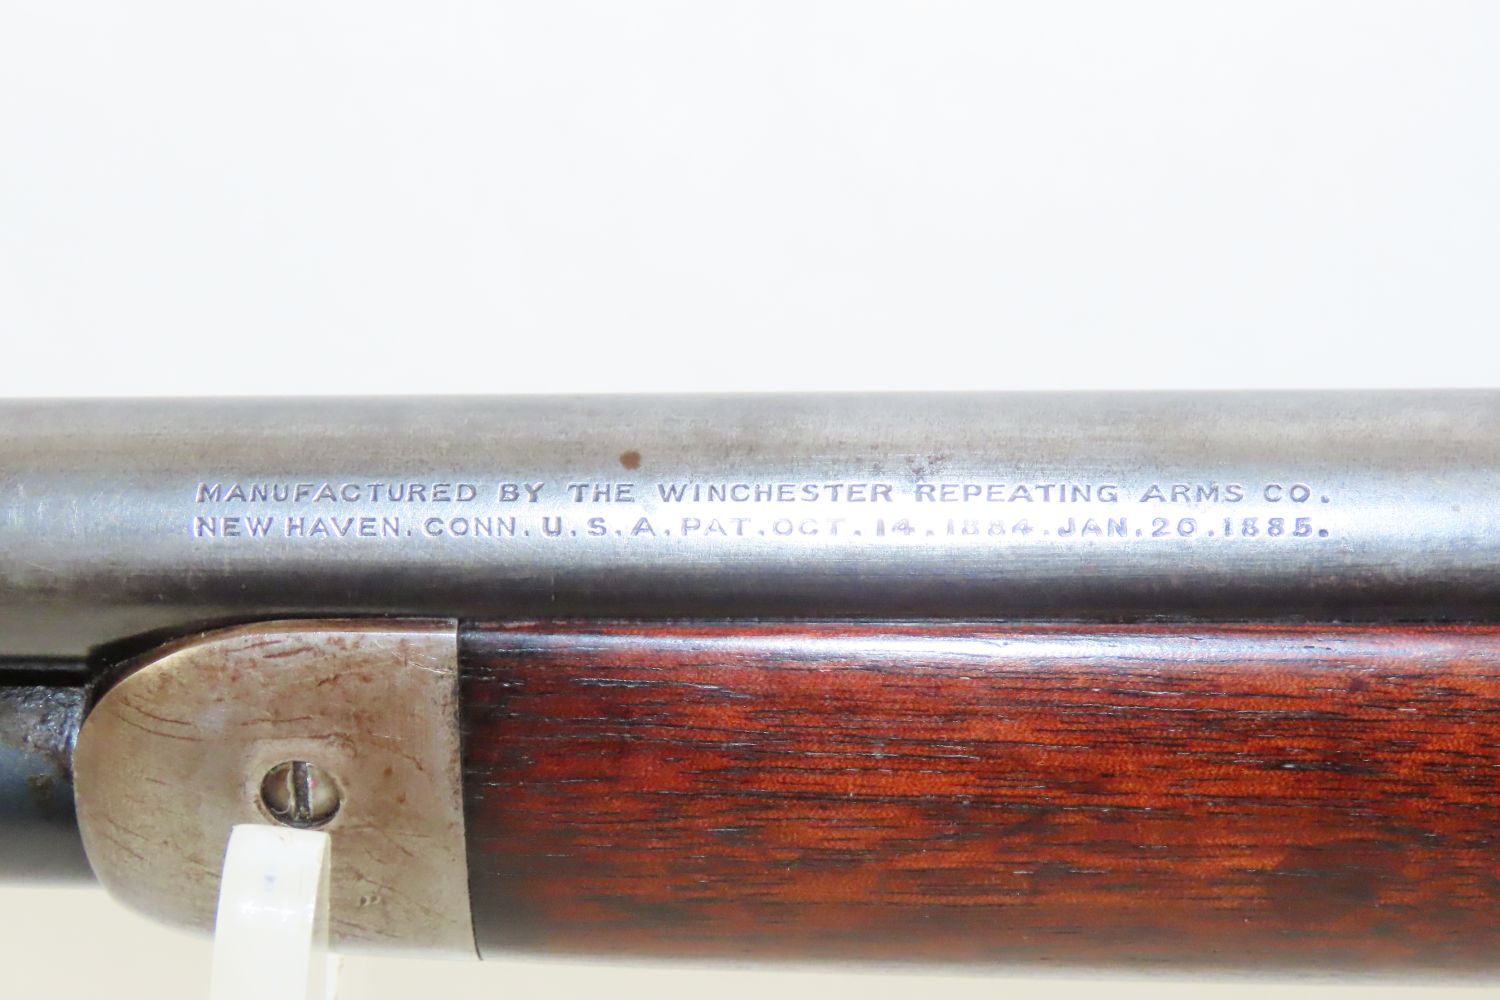 MANUFACTURED BY THE WINCHESTER REPEATING ARMS CO.
NEW HAVEN. CONN. U.S.A. PAT. OCT. 14. 1884. JAN. 20. 1885.